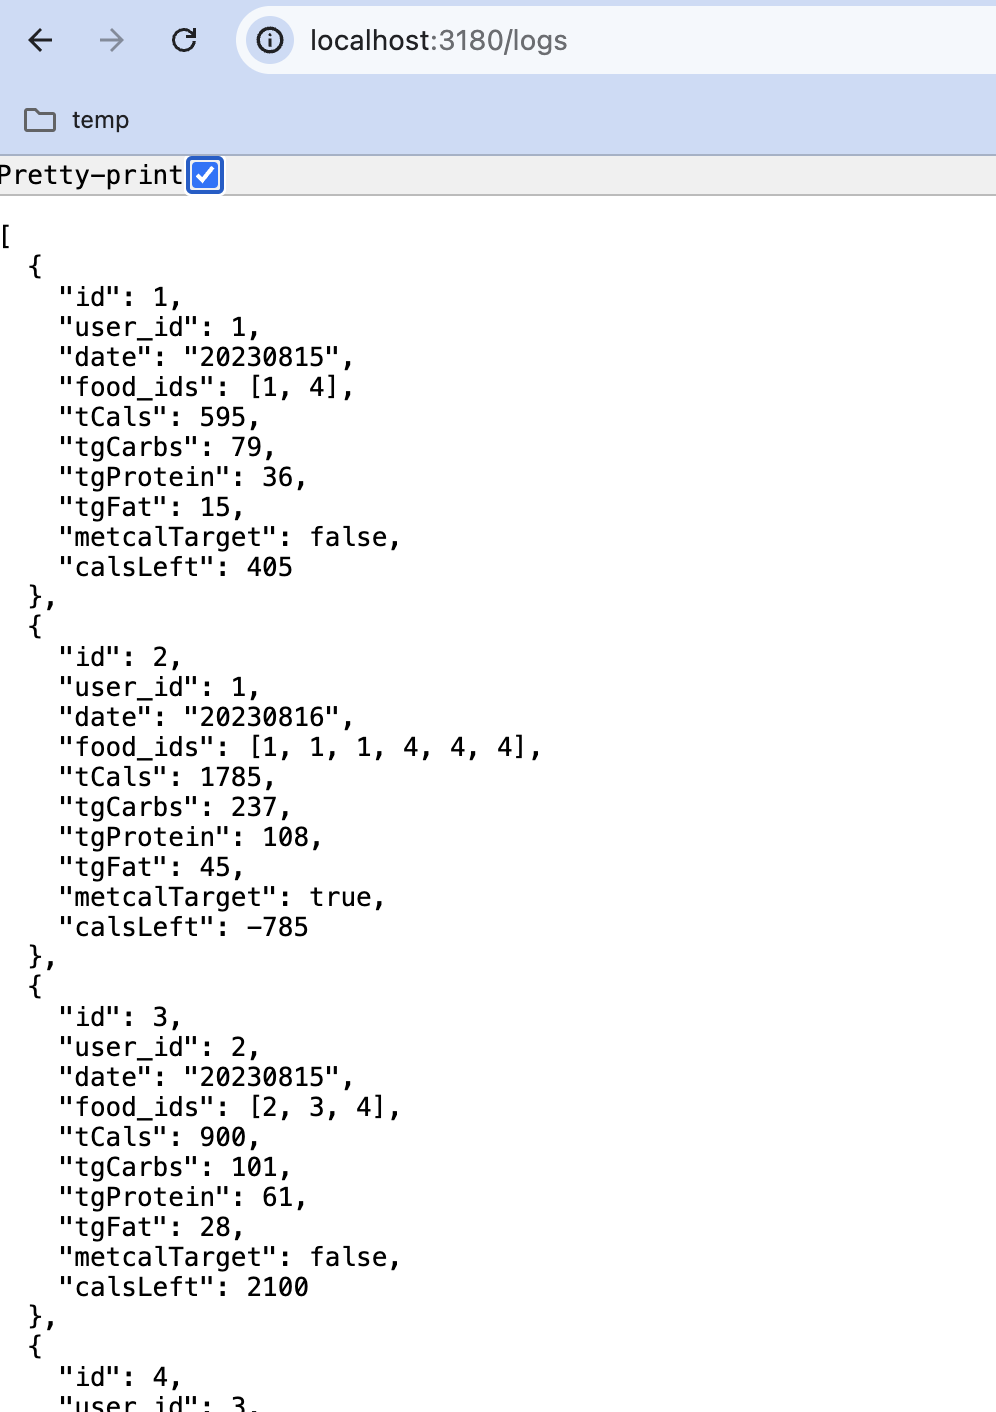 localhost:3180/logs
temp
Pretty-print
[
  {
    "id": 1,
    "user_id": 1,
    "date": "20230815",
    "food_ids": [1, 4],
    "tCals": 595,
    "tgCarbs": 79,
    "tgProtein": 36,
    "tgFat": 15,
    "metcalTarget": false,
    "calsLeft": 405
  },
  {
    "id": 2,
    "user_id": 1,
    "date": "20230816",
    "food_ids": [1, 1, 1, 4, 4, 4],
    "tCals": 1785,
    "tgCarbs": 237,
    "tgProtein": 108,
    "tgFat": 45,
    "metcalTarget": true,
    "calsLeft": -785
  },
  {
    "id": 3,
    "user_id": 2,
    "date": "20230815",
    "food_ids": [2, 3, 4],
    "tCals": 900,
    "tgCarbs": 101,
    "tgProtein": 61,
    "tgFat": 28,
    "metcalTarget": false,
    "calsLeft": 2100
  },
  {
    "id": 4,
    "user_id": 3,